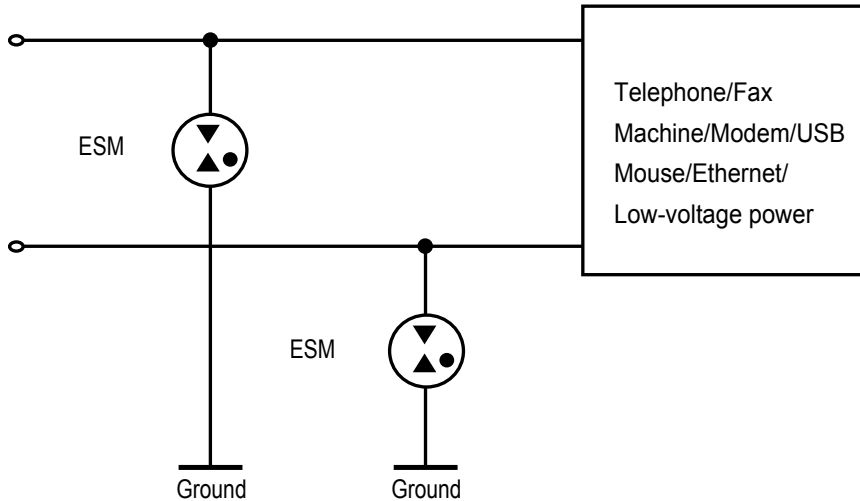 Telephone/Fax
Machine/Modem/USB
Mouse/Ethernet/
Low-voltage power
ESM
ESM
Ground
Ground